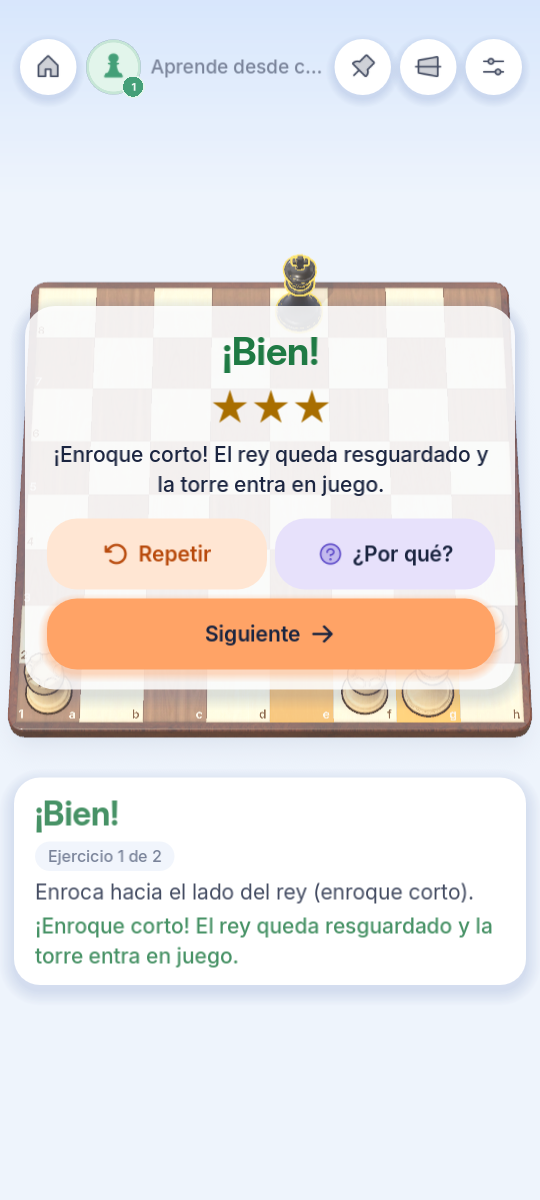 1
Aprende desde c...
¡Bien!
¡Enroque corto! El rey queda resguardado y
la torre entra en juego.
Repetir
¿Por qué?
Siguiente
2
1 a b c d e f g h
¡Bien!
Ejercicio 1 de 2
Enroca hacia el lado del rey (enroque corto).
¡Enroque corto! El rey queda resguardado y la
torre entra en juego.